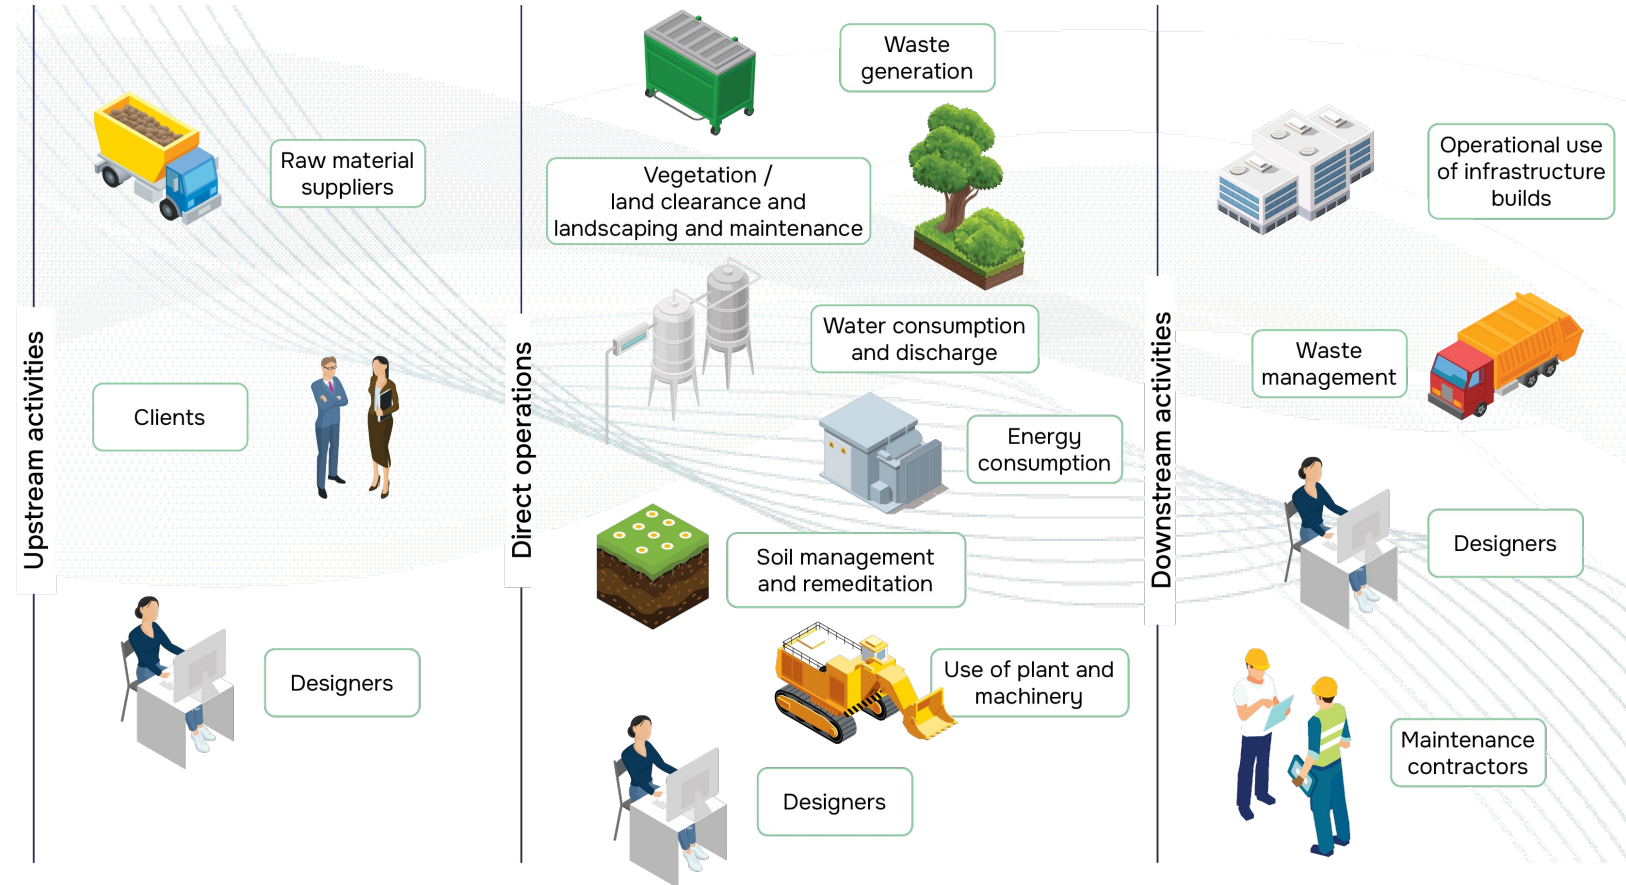 Upstream activities
Raw material
suppliers
Clients
Designers
Direct operations
Waste
generation
Vegetation /
land clearance and
landscaping and maintenance
Water consumption
and discharge
Energy
consumption
Soil management
and remeditation
Use of plant and
machinery
Designers
Downstream activities
Operational use
of infrastructure
builds
Waste
management
Designers
Maintenance
contractors